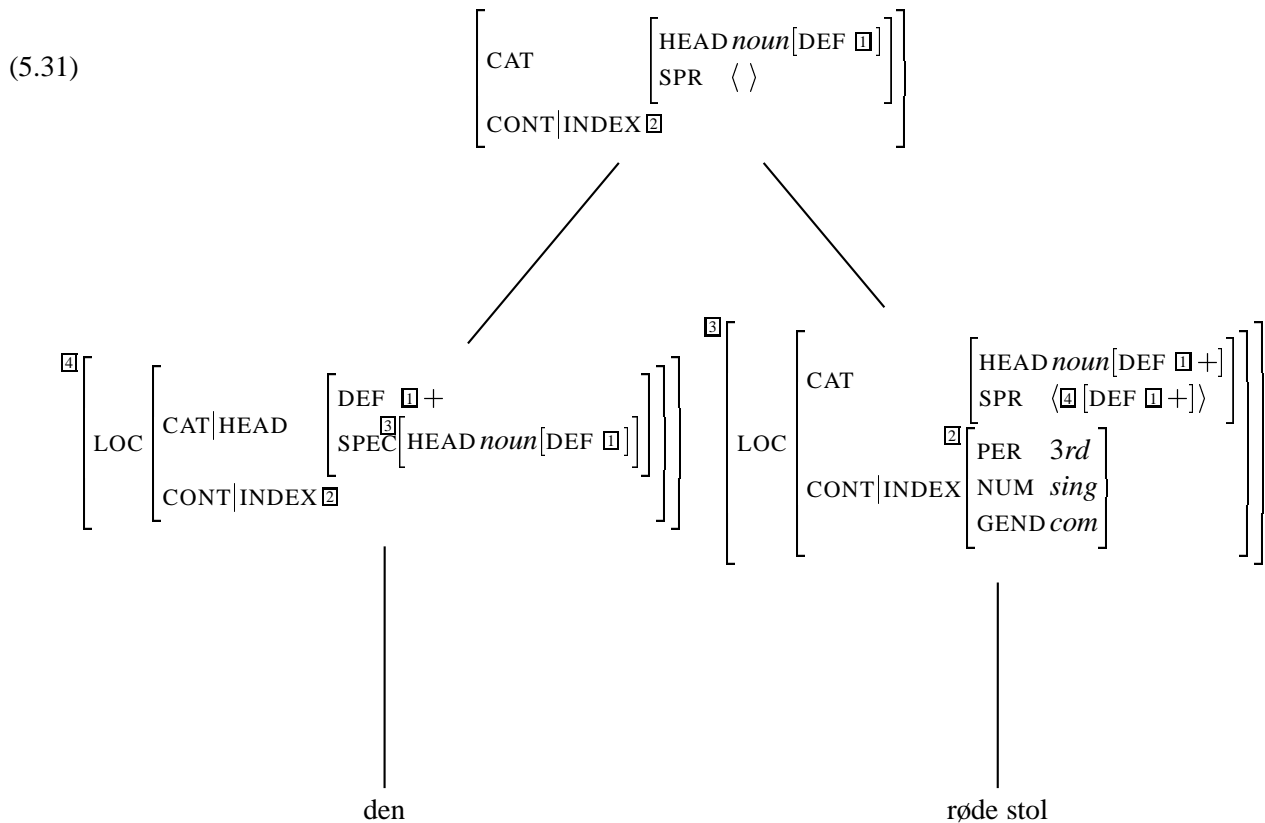 (5.31)
HEAD noun[DEF 1]
CAT
SPR ⟨ ⟩
CONT|INDEX 2
4
LOC
CAT|HEAD
DEF 1 +
SPEC 3 [HEAD noun[DEF 1]]
CONT|INDEX 2
3
LOC
CAT
HEAD noun[DEF 1 +]
SPR ⟨4 [DEF 1 +]⟩
CONT|INDEX
2
PER 3rd
NUM sing
GEND com
den
røde stol